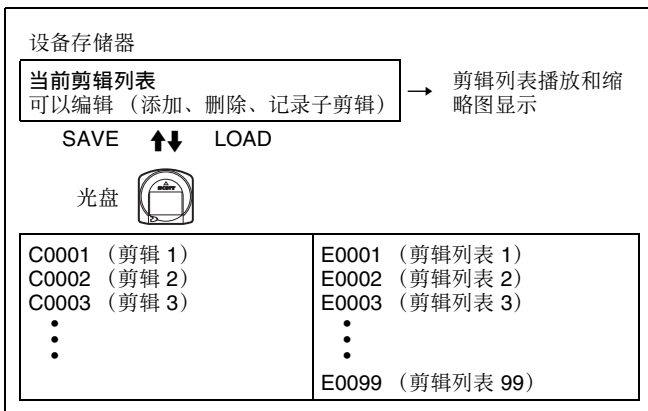 设备存储器
当前剪辑列表
可以编辑 （添加、删除、记录子剪辑）
→ 剪辑列表播放和缩
略图显示
SAVE LOAD
光盘
SONY
C0001 （剪辑 1）
C0002 （剪辑 2）
C0003 （剪辑 3）
E0001 （剪辑列表 1）
E0002 （剪辑列表 2）
E0003 （剪辑列表 3）
E0099 （剪辑列表 99）